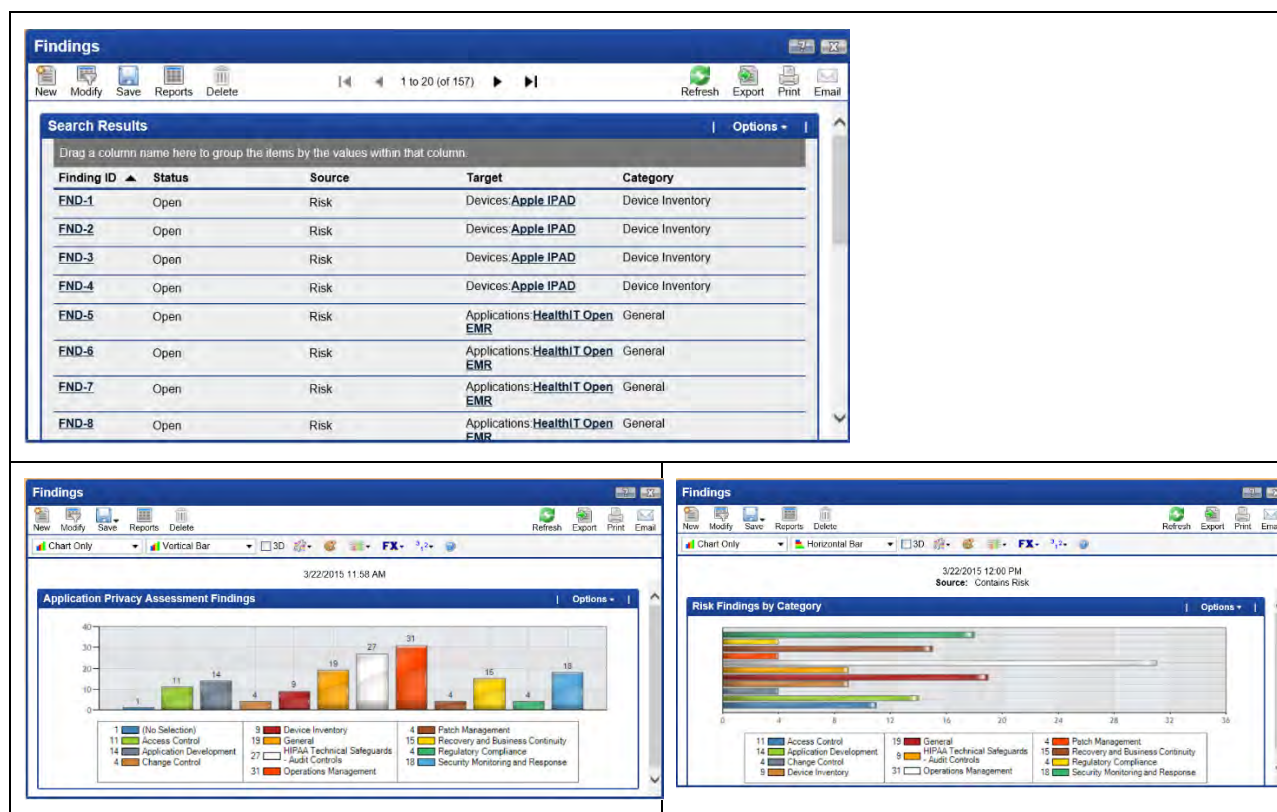 Findings
New Modify Save Reports Delete 1 to 20 (of 157) Refresh Export Print Email
Search Results | Options |
Drag a column name here to group the items by the values within that column.
Finding ID Status Source Target Category
FND-1 Open Risk Devices:Apple IPAD Device Inventory
FND-2 Open Risk Devices:Apple IPAD Device Inventory
FND-3 Open Risk Devices:Apple IPAD Device Inventory
FND-4 Open Risk Devices:Apple IPAD Device Inventory
FND-5 Open Risk Applications:HealthIT Open General
EMR
FND-6 Open Risk Applications:HealthIT Open General
EMR
FND-7 Open Risk Applications:HealthIT Open General
EMR
FND-8 Open Risk Applications:HealthIT Open General
EMR
Findings
New Modify Save Reports Delete Refresh Export Print Email
Chart Only Vertical Bar 3D FX
3/22/2015 11:58 AM
Application Privacy Assessment Findings | Options |
40
30
20
10
0
1 11 14 4 9 19 27 31 4 15 4 18
1 (No Selection)
11 Access Control
14 Application Development
4 Change Control
9 Device Inventory
19 General
27 HIPAA Technical Safeguards
- Audit Controls
31 Operations Management
4 Patch Management
15 Recovery and Business Continuity
4 Regulatory Compliance
18 Security Monitoring and Response
Findings
New Modify Save Reports Delete Refresh Export Print Email
Chart Only Horizontal Bar 3D FX
3/22/2015 12:00 PM
Source: Contains Risk
Risk Findings by Category | Options |
0 4 8 12 16 20 24 28 32 36
11 Access Control
14 Application Development
4 Change Control
9 Device Inventory
19 General
9 HIPAA Technical Safeguards
- Audit Controls
31 Operations Management
4 Patch Management
15 Recovery and Business Continuity
4 Regulatory Compliance
18 Security Monitoring and Response